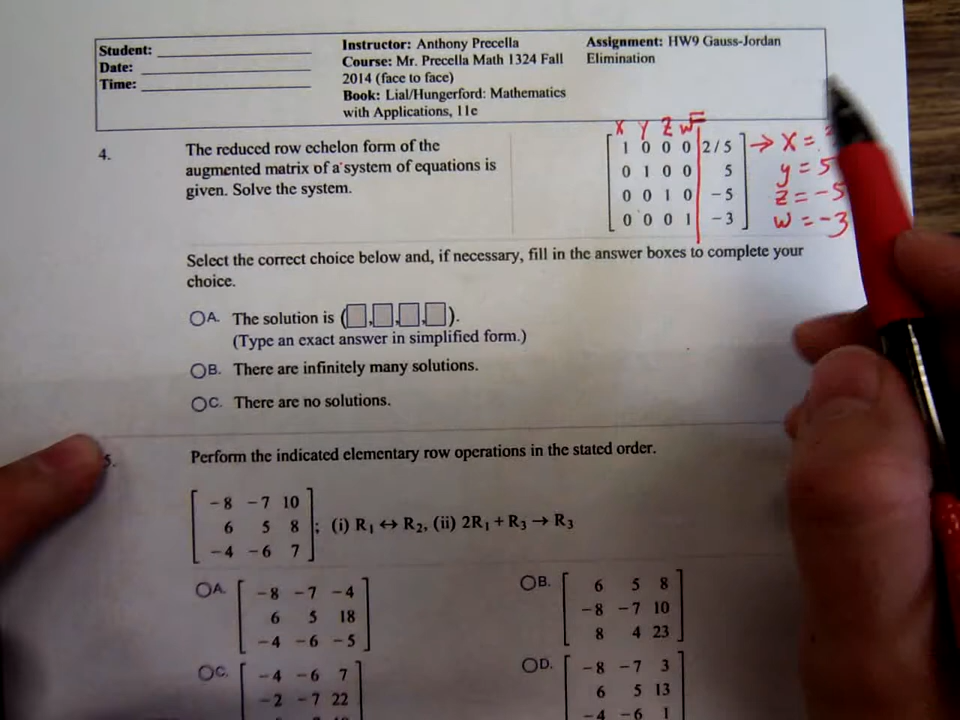 Student:
Date:
Time:
Instructor: Anthony Precella
Course: Mr. Precella Math 1324 Fall
2014 (face to face)
Book: Lial/Hungerford: Mathematics
with Applications, 11e
Assignment: HW9 Gauss-Jordan
Elimination
4.
The reduced row echelon form of the
augmented matrix of a system of equations is
given. Solve the system.
X Y Z W =
1 0 0 0 2/5 → X =
0 1 0 0 5 y = 5
0 0 1 0 -5 z = -5
0 0 0 1 -3 w = -3
Select the correct choice below and, if necessary, fill in the answer boxes to complete your
choice.
A. The solution is ( , , , ).
(Type an exact answer in simplified form.)
B. There are infinitely many solutions.
C. There are no solutions.
5.
Perform the indicated elementary row operations in the stated order.
-8 -7 10
6 5 8 ; (i) R1 ↔ R2, (ii) 2R1 + R3 → R3
-4 -6 7
A.
-8 -7 -4
6 5 18
-4 -6 -5
B.
6 5 8
-8 -7 10
8 4 23
C.
-4 -6 7
-2 -7 22
D.
-8 -7 3
6 5 13
-4 -6 1